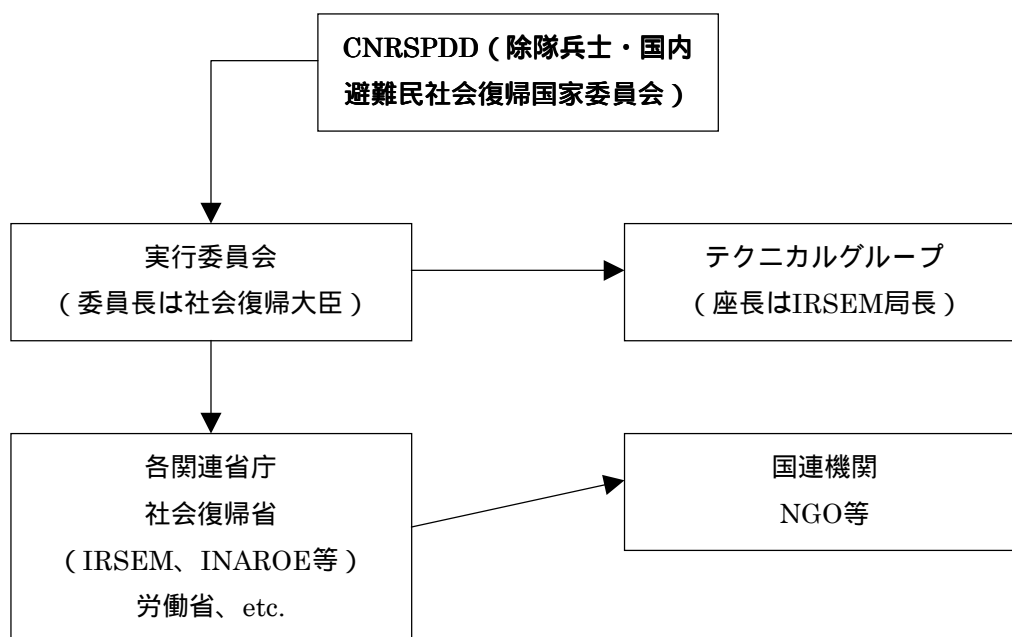 CNRSPDD（除隊兵士・国内
避難民社会復帰国家委員会）
実行委員会
（委員長は社会復帰大臣）
テクニカルグループ
（座長はIRSEM局長）
各関連省庁
社会復帰省
（IRSEM、INAROE等）
労働省、etc.
国連機関
NGO等